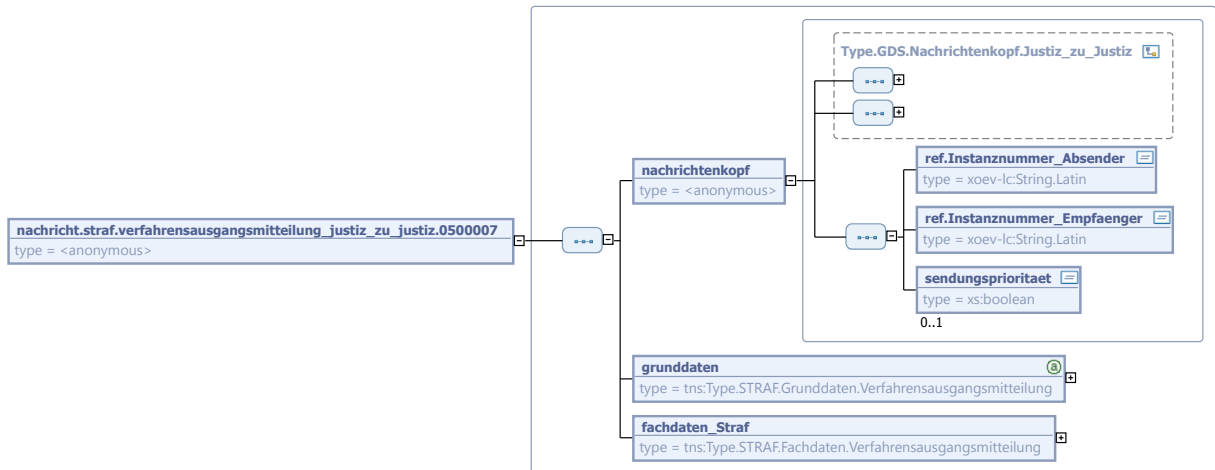 Type.GDS.Nachrichtenkopf.Justiz_zu_Justiz
nachrichtenkopf
type = <anonymous>
ref.Instanznummer_Absender
type = xoev-lc:String.Latin
ref.Instanznummer_Empfaenger
type = xoev-lc:String.Latin
nachricht.straf.verfahrensausgangsmitteilung_justiz_zu_justiz.0500007
type = <anonymous>
sendungsprioritaet
type = xs:boolean
0..1
grunddaten
a
type = tns:Type.STRAF.Grunddaten.Verfahrensausgangsmitteilung
fachdaten_Straf
type = tns:Type.STRAF.Fachdaten.Verfahrensausgangsmitteilung